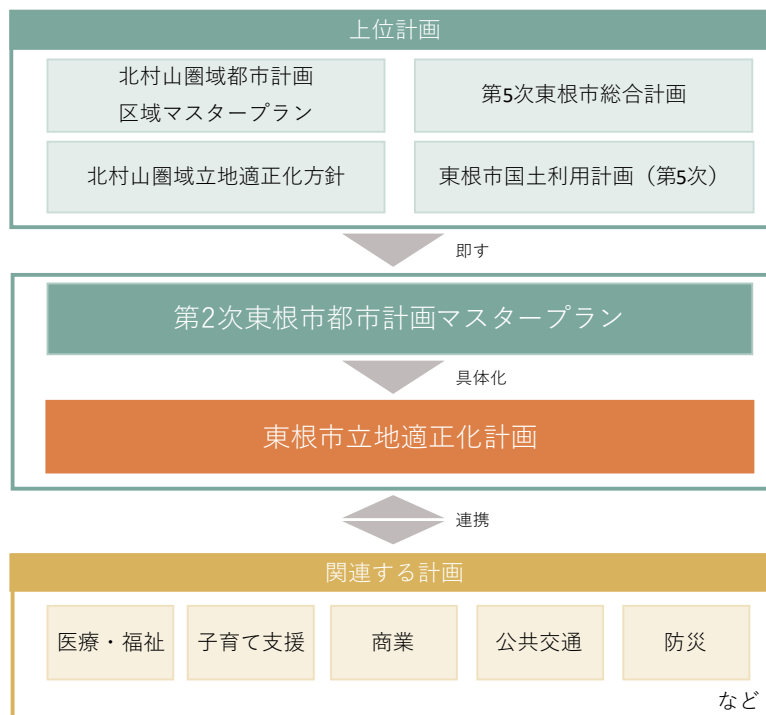 上位計画
北村山圏域都市計画
区域マスタープラン
第5次東根市総合計画
北村山圏域立地適正化方針
東根市国土利用計画（第5次）
即す
第2次東根市都市計画マスタープラン
具体化
東根市立地適正化計画
連携
関連する計画
医療・福祉
子育て支援
商業
公共交通
防災
など